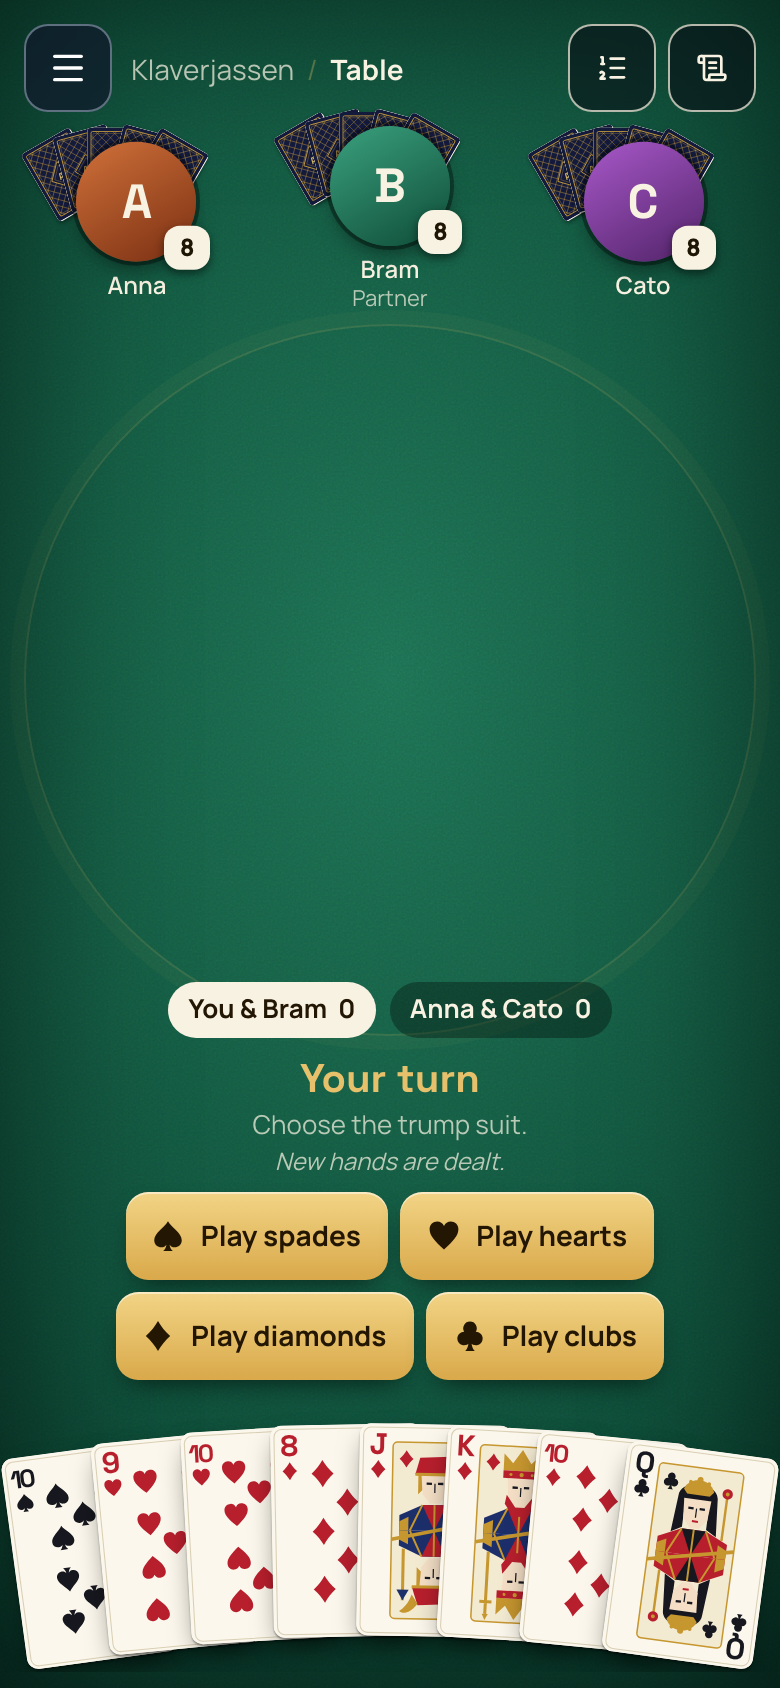 Klaverjassen / Table
A
8
Anna
B
8
Bram
Partner
C
8
Cato
You & Bram 0
Anna & Cato 0
Your turn
Choose the trump suit.
New hands are dealt.
Play spades
Play hearts
Play diamonds
Play clubs
10
9
10
8
J
K
10
Q
Q